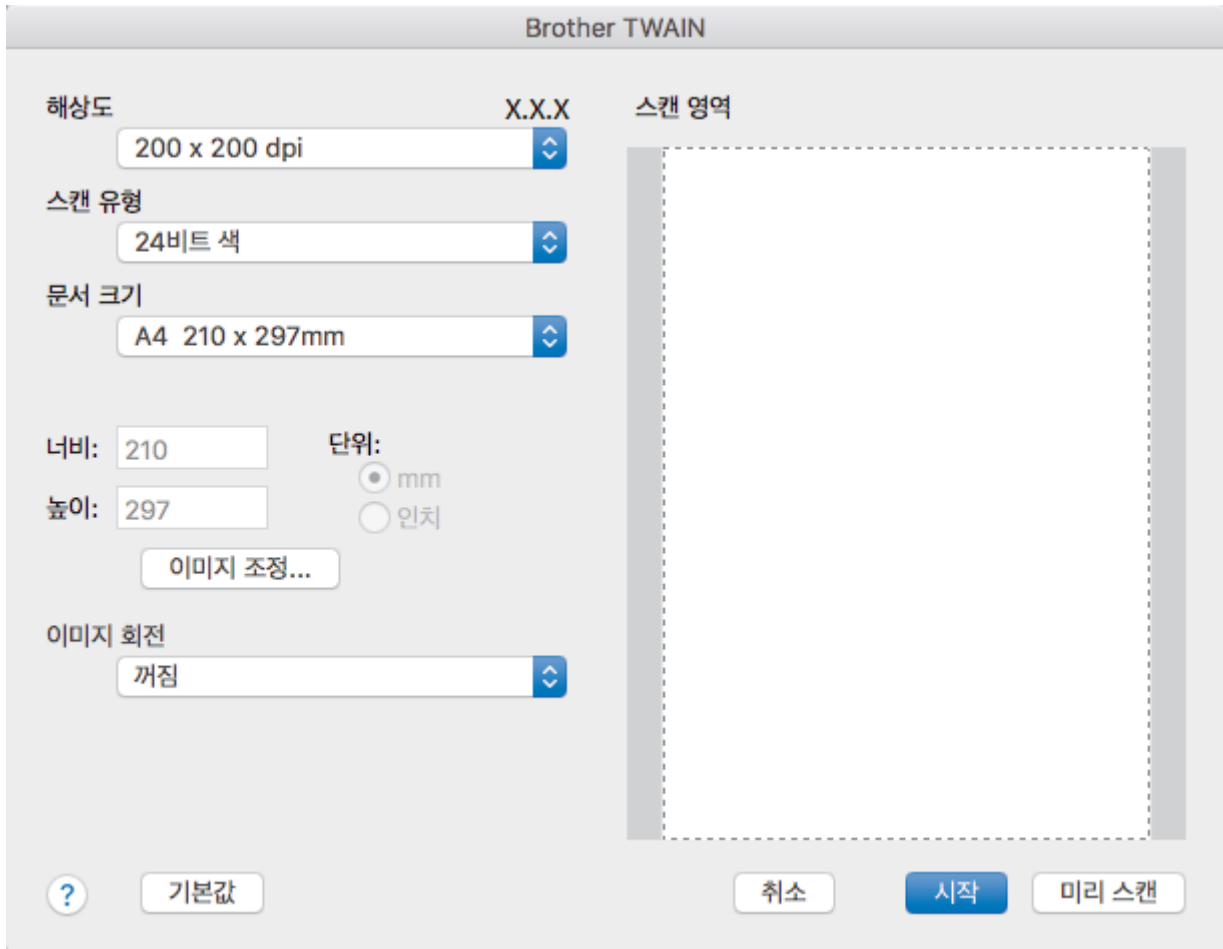 Brother TWAIN
해상도
X.X.X
200 x 200 dpi
스캔 유형
24비트 색
문서 크기
A4 210 x 297mm
너비: 210
높이: 297
단위:
mm
인치
이미지 조정...
이미지 회전
꺼짐
스캔 영역
?
기본값
취소
시작
미리 스캔